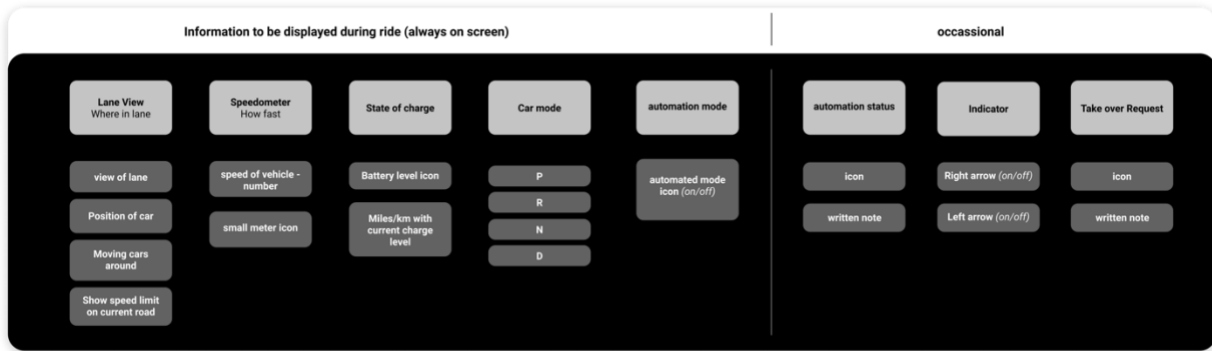 Information to be displayed during ride (always on screen)
occassional
Lane View
Where in lane
view of lane
Position of car
Moving cars
around
Show speed limit
on current road
Speedometer
How fast
speed of vehicle -
number
small meter icon
State of charge
Battery level icon
Miles/km with
current charge
level
Car mode
P
R
N
D
automation mode
automated mode
icon (on/off)
automation status
icon
written note
Indicator
Right arrow (on/off)
Left arrow (on/off)
Take over Request
icon
written note